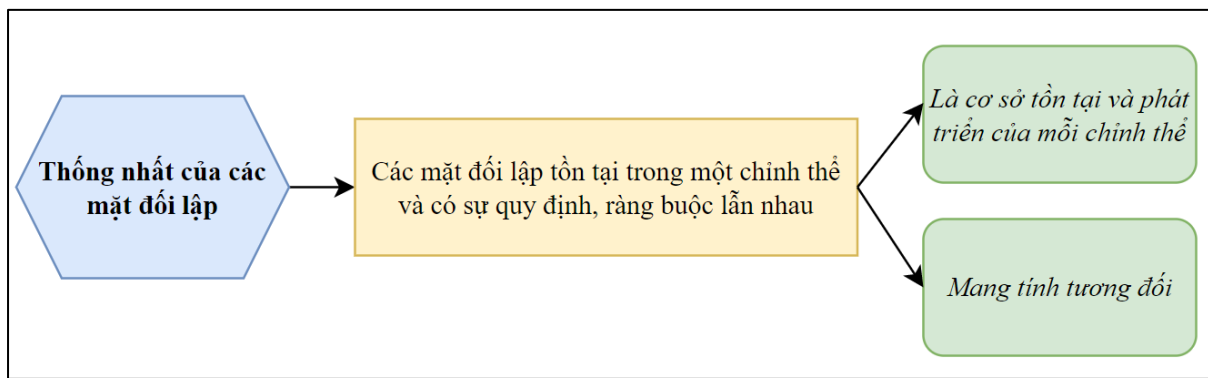 Thống nhất của các
mặt đối lập
Các mặt đối lập tồn tại trong một chỉnh thể
và có sự quy định, ràng buộc lẫn nhau
Là cơ sở tồn tại và phát
triển của mỗi chỉnh thể
Mang tính tương đối